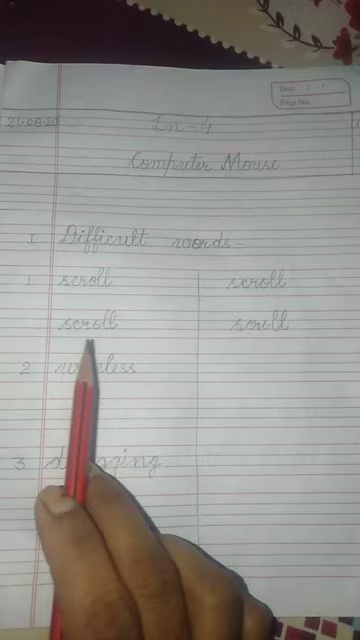 Date: / /
Page No.
21-08-20
Ln-4
Computer Mouse
I Difficult words-
1 scroll scroll
scroll scroll
2
3